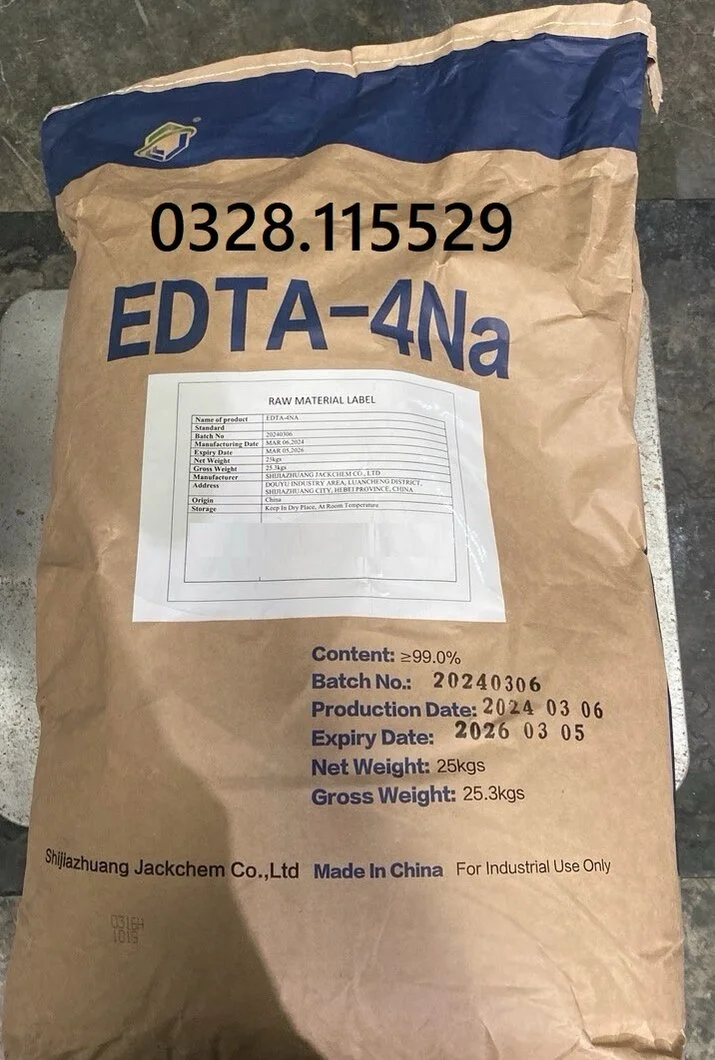 0328.115529
EDTA-4Na
RAW MATERIAL LABEL
Name of product EDTA-4NA
Standard
Batch No 20240306
Manufacturing Date MAR 06,2024
Expiry Date MAR 05,2026
Net Weight 25kgs
Gross Weight 25.3kgs
Manufacturer SHIJIAZHUANG JACKCHEM CO., LTD
Address DOUYU INDUSTRY AREA, LUANCHENG DISTRICT,
SHIJIAZHUANG CITY, HEBEI PROVINCE, CHINA
Origin China
Storage Keep In Dry Place, At Room Temperature
Content: ≥99.0%
Batch No.: 20240306
Production Date: 2024 03 06
Expiry Date: 2026 03 05
Net Weight: 25kgs
Gross Weight: 25.3kgs
Shijiazhuang Jackchem Co.,Ltd Made In China For Industrial Use Only